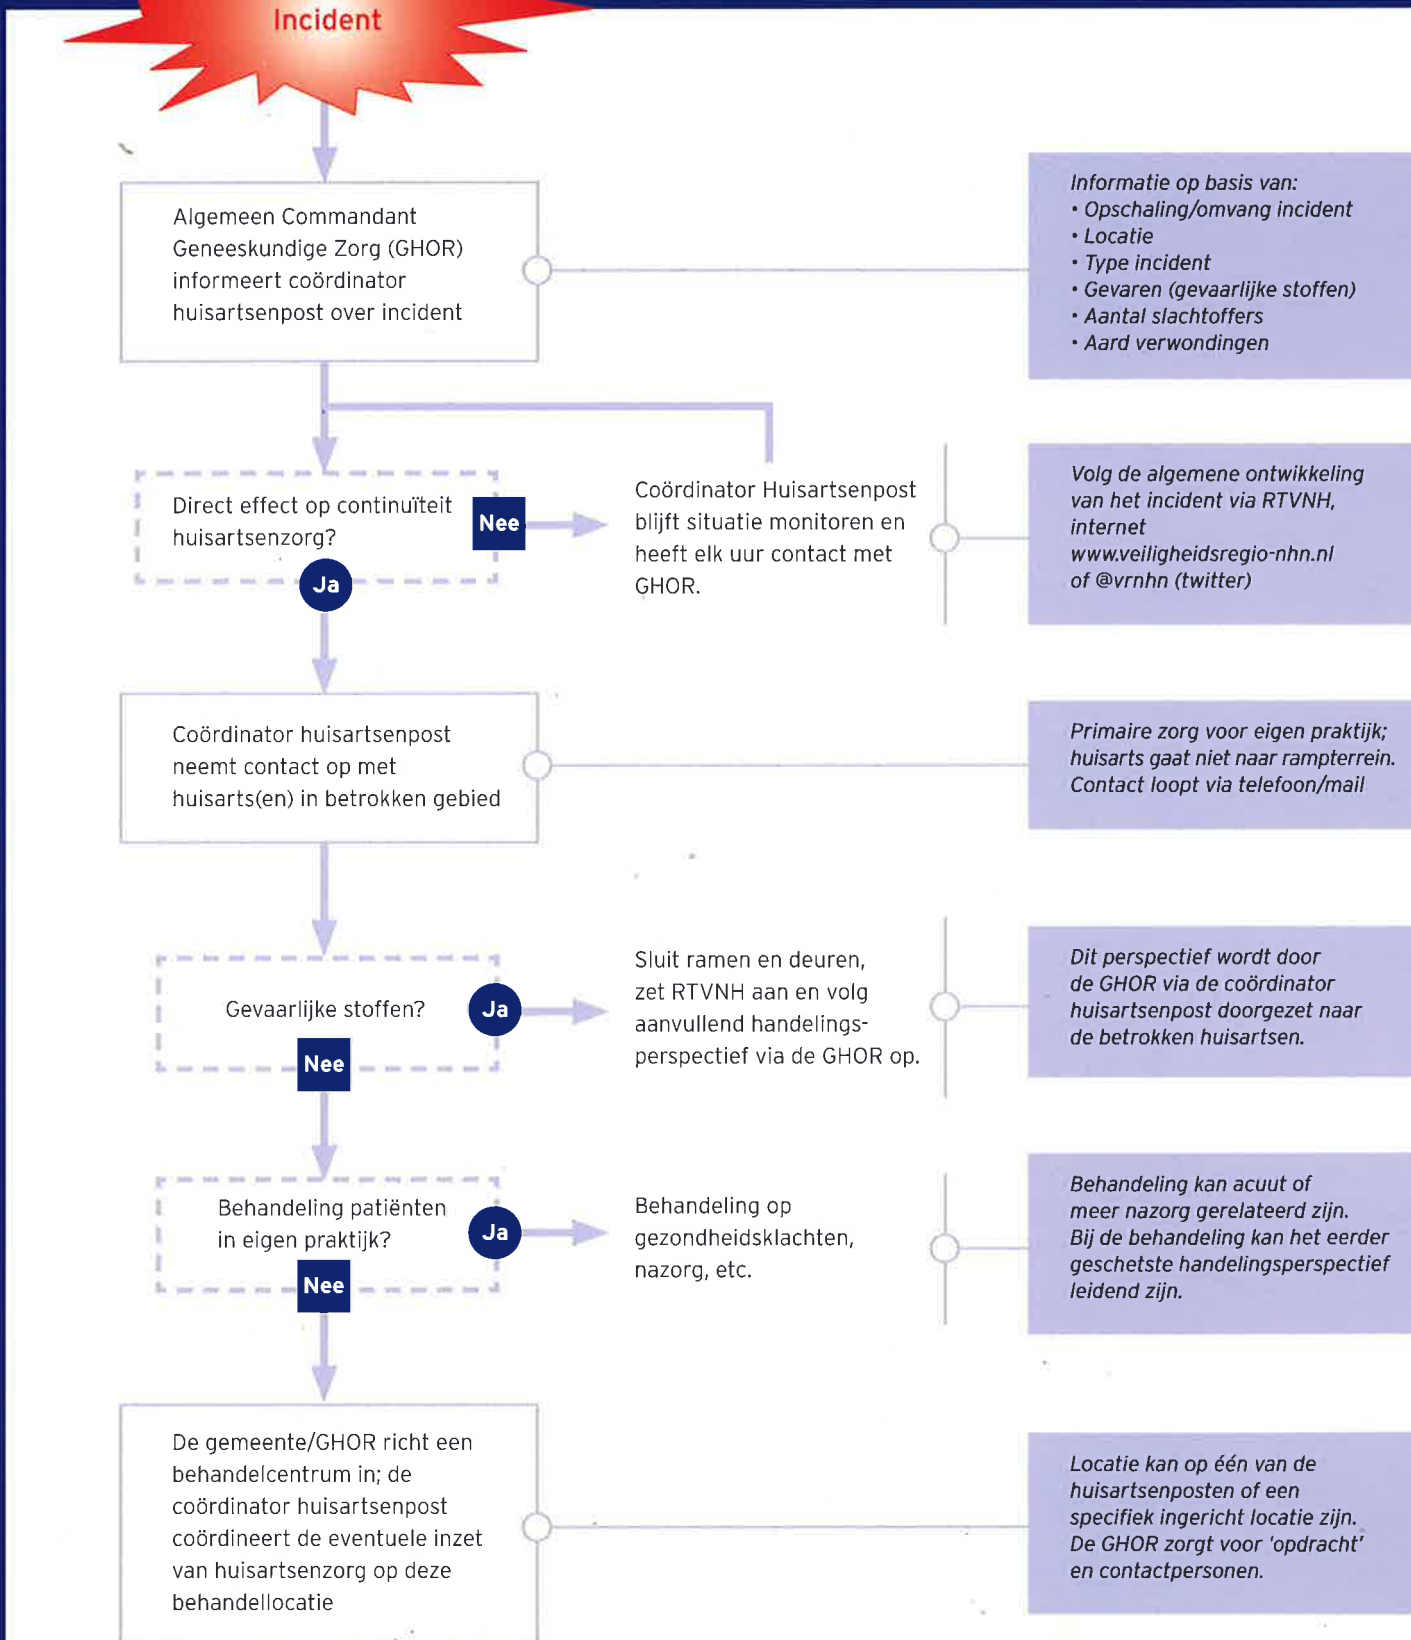 Incident
Algemeen Commandant
Geneeskundige Zorg (GHOR)
informeert coördinator
huisartsenpost over incident
Informatie op basis van:
• Opschaling/omvang incident
• Locatie
• Type incident
• Gevaren (gevaarlijke stoffen)
• Aantal slachtoffers
• Aard verwondingen
Direct effect op continuïteit
huisartsenzorg?
Nee
Ja
Coördinator Huisartsenpost
blijft situatie monitoren en
heeft elk uur contact met
GHOR.
Volg de algemene ontwikkeling
van het incident via RTVNH,
internet
www.veiligheidsregio-nhn.nl
of @vrnhn (twitter)
Coördinator huisartsenpost
neemt contact op met
huisarts(en) in betrokken gebied
Primaire zorg voor eigen praktijk;
huisarts gaat niet naar rampterrein.
Contact loopt via telefoon/mail
Gevaarlijke stoffen?
Ja
Nee
Sluit ramen en deuren,
zet RTVNH aan en volg
aanvullend handelings-
perspectief via de GHOR op.
Dit perspectief wordt door
de GHOR via de coördinator
huisartsenpost doorgezet naar
de betrokken huisartsen.
Behandeling patiënten
in eigen praktijk?
Ja
Nee
Behandeling op
gezondheidsklachten,
nazorg, etc.
Behandeling kan acuut of
meer nazorg gerelateerd zijn.
Bij de behandeling kan het eerder
geschetste handelingsperspectief
leidend zijn.
De gemeente/GHOR richt een
behandelcentrum in; de
coördinator huisartsenpost
coördineert de eventuele inzet
van huisartsenzorg op deze
behandellocatie
Locatie kan op één van de
huisartsenposten of een
specifiek ingericht locatie zijn.
De GHOR zorgt voor 'opdracht'
en contactpersonen.